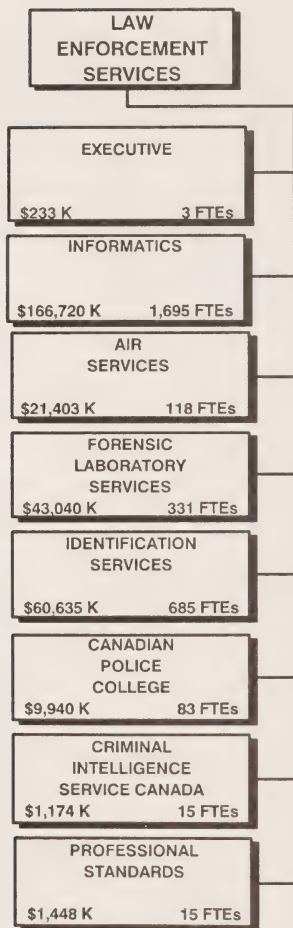 LAW
ENFORCEMENT
SERVICES
EXECUTIVE
$233 K 3 FTEs
INFORMATICS
$166,720 K 1,695 FTEs
AIR
SERVICES
$21,403 K 118 FTEs
FORENSIC
LABORATORY
SERVICES
$43,040 K 331 FTEs
IDENTIFICATION
SERVICES
$60,635 K 685 FTEs
CANADIAN
POLICE
COLLEGE
$9,940 K 83 FTEs
CRIMINAL
INTELLIGENCE
SERVICE CANADA
$1,174 K 15 FTEs
PROFESSIONAL
STANDARDS
$1,448 K 15 FTEs